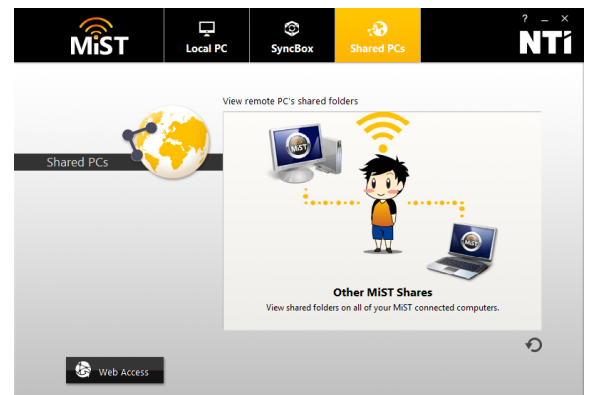 MiST
Local PC
SyncBox
Shared PCs
? _ ×
NTI
View remote PC's shared folders
Shared PCs
MiST
MiST
Other MiST Shares
View shared folders on all of your MiST connected computers.
Web Access